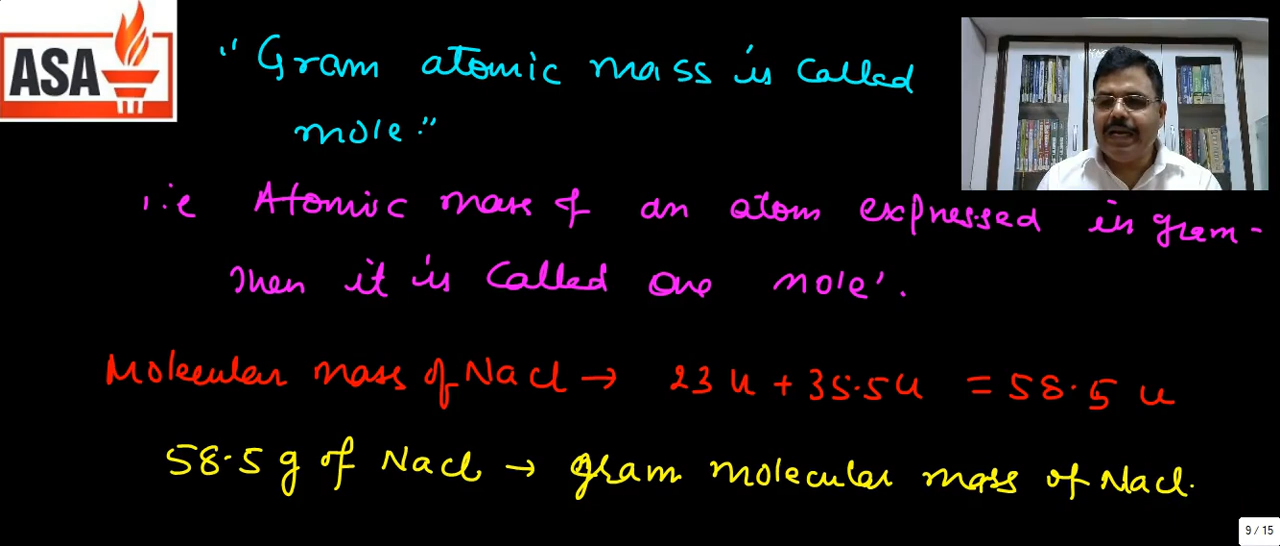 ASA
"Gram atomic mass is called
mole."
i.e Atomic mass of an atom expressed in gram-
then it is called one mole'.
Molecular mass of NaCl → 23 u + 35.5 u = 58.5 u
58.5 g of NaCl → gram molecular mass of NaCl.
9 / 15